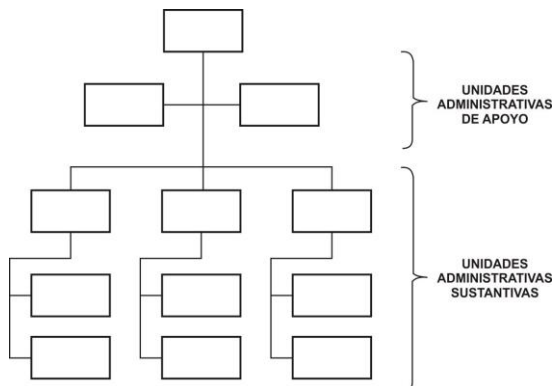 UNIDADES
ADMINISTRATIVAS
DE APOYO
UNIDADES
ADMINISTRATIVAS
SUSTANTIVAS